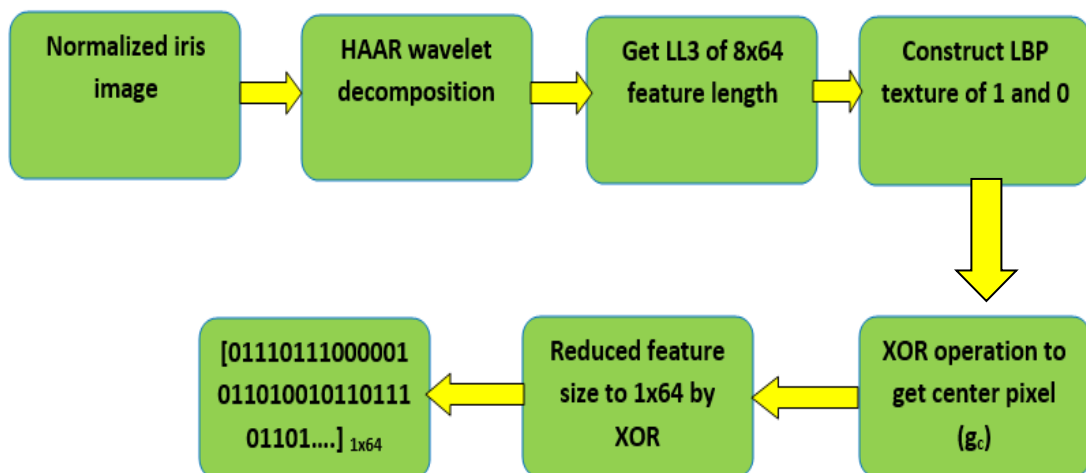 Normalized iris
image
HAAR wavelet
decomposition
Get LL3 of 8x64
feature length
Construct LBP
texture of 1 and 0
XOR operation to
get center pixel
(gc)
Reduced feature
size to 1x64 by
XOR
[01110111000001
011010010110111
01101....] 1x64